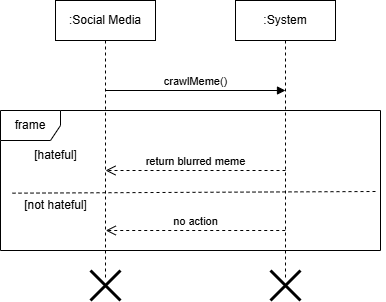 :Social Media
:System
crawlMeme()
frame
[hateful]
return blurred meme
[not hateful]
no action